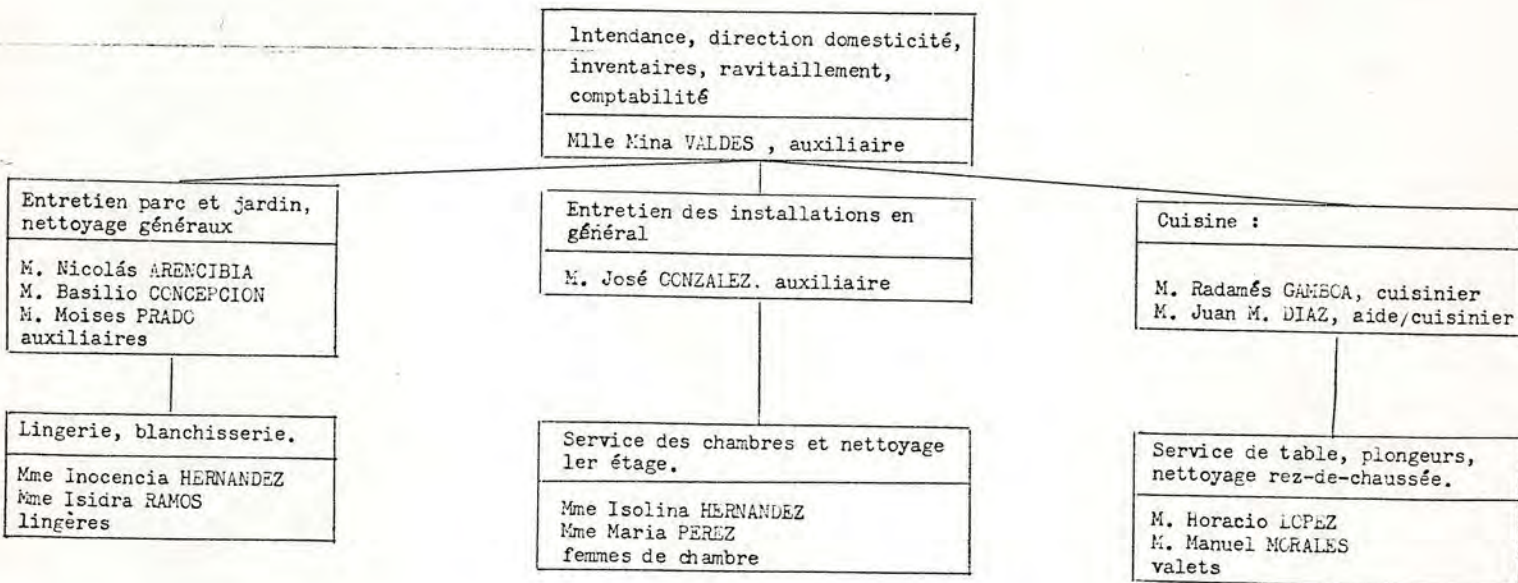 Intendance, direction domesticité,
inventaires, ravitaillement,
comptabilité
Mlle Mina VALDES , auxiliaire
Entretien parc et jardin,
nettoyage généraux
M. Nicolás ARENCIBIA
M. Basilio CONCEPCION
M. Moises PRADO
auxiliaires
Lingerie, blanchisserie.
Mme Inocencia HERNANDEZ
Mme Isidra RAMOS
lingères
Entretien des installations en
général
M. José GONZALEZ. auxiliaire
Service des chambres et nettoyage
1er étage.
Mme Isolina HERNANDEZ
Mme Maria PEREZ
femmes de chambre
Cuisine :
M. Radamés GAMBOA, cuisinier
M. Juan M. DIAZ, aide/cuisinier
Service de table, plongeurs,
nettoyage rez-de-chaussée.
M. Horacio LOPEZ
M. Manuel MORALES
valets